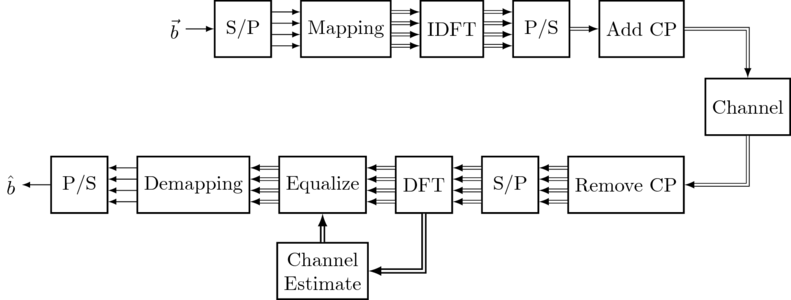 b⃗
S/P
Mapping
IDFT
P/S
Add CP
Channel
b̂
P/S
Demapping
Equalize
DFT
S/P
Remove CP
Channel
Estimate